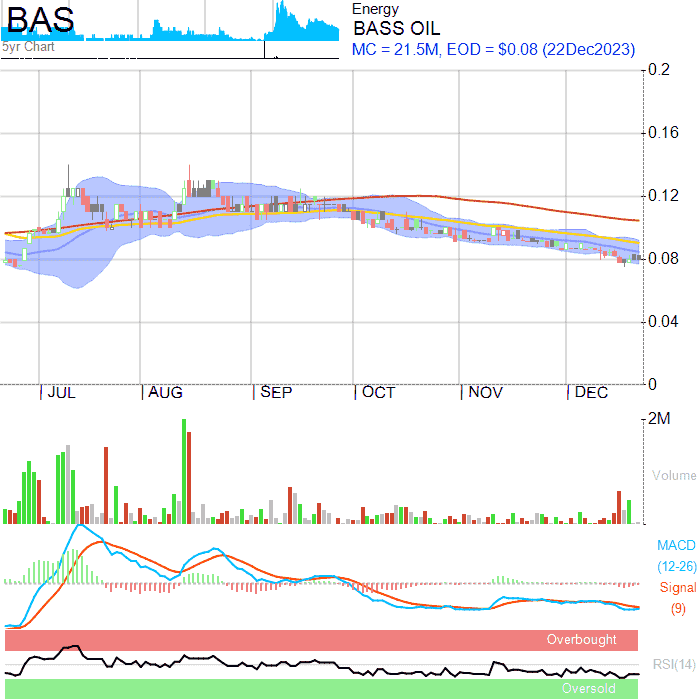 BAS
5yr Chart
Energy
BASS OIL
MC = 21.5M, EOD = $0.08 (22Dec2023)
0.2
0.16
0.12
0.08
0.04
0
JUL AUG SEP OCT NOV DEC
2M
Volume
MACD
(12-26)
Signal
(9)
Overbought
RSI(14)
Oversold